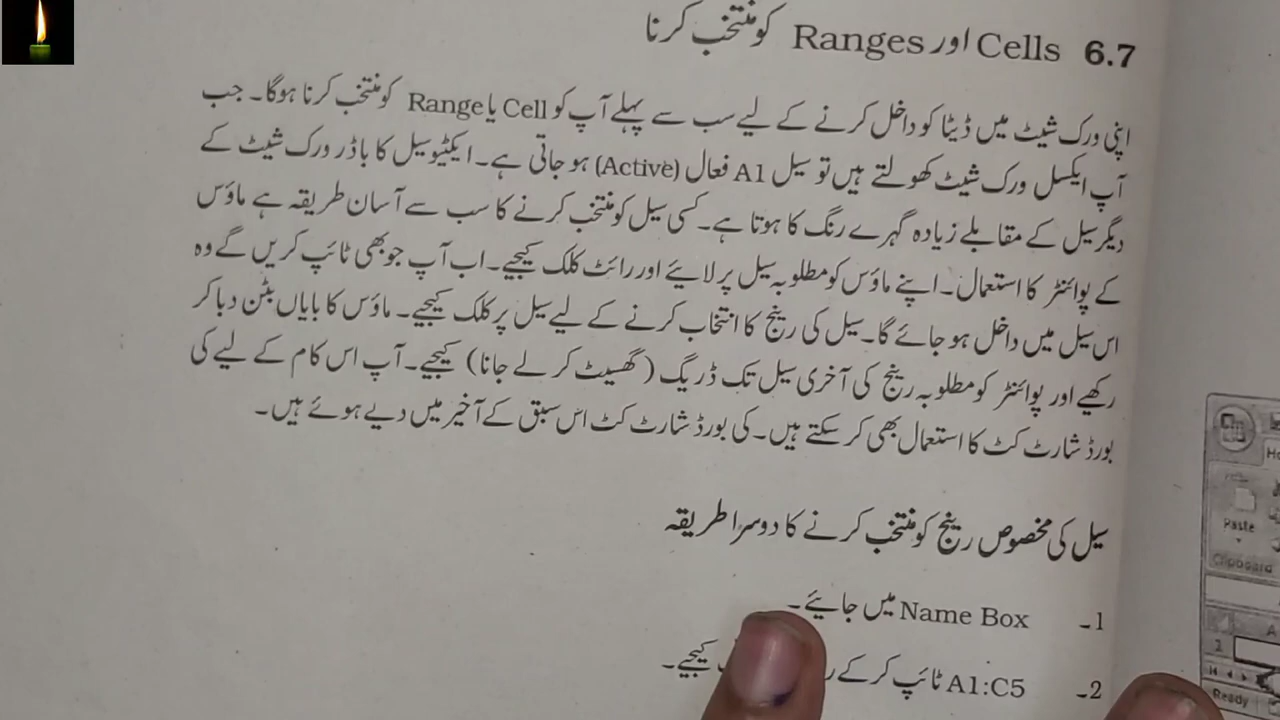 6.7 Cells اور Ranges کو منتخب کرنا
اپنی ورک شیٹ میں ڈیٹا کو داخل کرنے کے لیے سب سے پہلے آپ کو Cell یا Range کو منتخب کرنا ہوگا۔ جب
آپ ایکسل ورک شیٹ کھولتے ہیں تو سیل A1 فعال (Active) ہو جاتی ہے۔ ایکٹیو سیل کا باڈر ورک شیٹ کے
دیگر سیل کے مقابلے زیادہ گہرے رنگ کا ہوتا ہے۔ کسی سیل کو منتخب کرنے کا سب سے آسان طریقہ ہے ماؤس
کے پوائنٹر کا استعمال۔ اپنے ماؤس کو مطلوبہ سیل پر لائیے اور رائٹ کلک کیجیے۔ اب آپ جو بھی ٹائپ کریں گے وہ
اس سیل میں داخل ہو جائے گا۔ سیل کی رینج کا انتخاب کرنے کے لیے سیل پر کلک کیجیے۔ ماؤس کا بایاں بٹن دبا کر
رکھیے اور پوائنٹر کو مطلوبہ رینج کی آخری سیل تک ڈریگ (گھسیٹ کر لے جانا) کیجیے۔ آپ اس کام کے لیے کی
بورڈ شارٹ کٹ کا استعمال بھی کر سکتے ہیں۔ کی بورڈ شارٹ کٹ اس سبق کے آخیر میں دیے ہوئے ہیں۔
سیل کی مخصوص رینج کو منتخب کرنے کا دوسرا طریقہ
1۔ Name Box میں جایئے۔
2۔ A1:C5 ٹائپ کر کے کیجیے۔
Paste
Clipboard
A
1
Ready